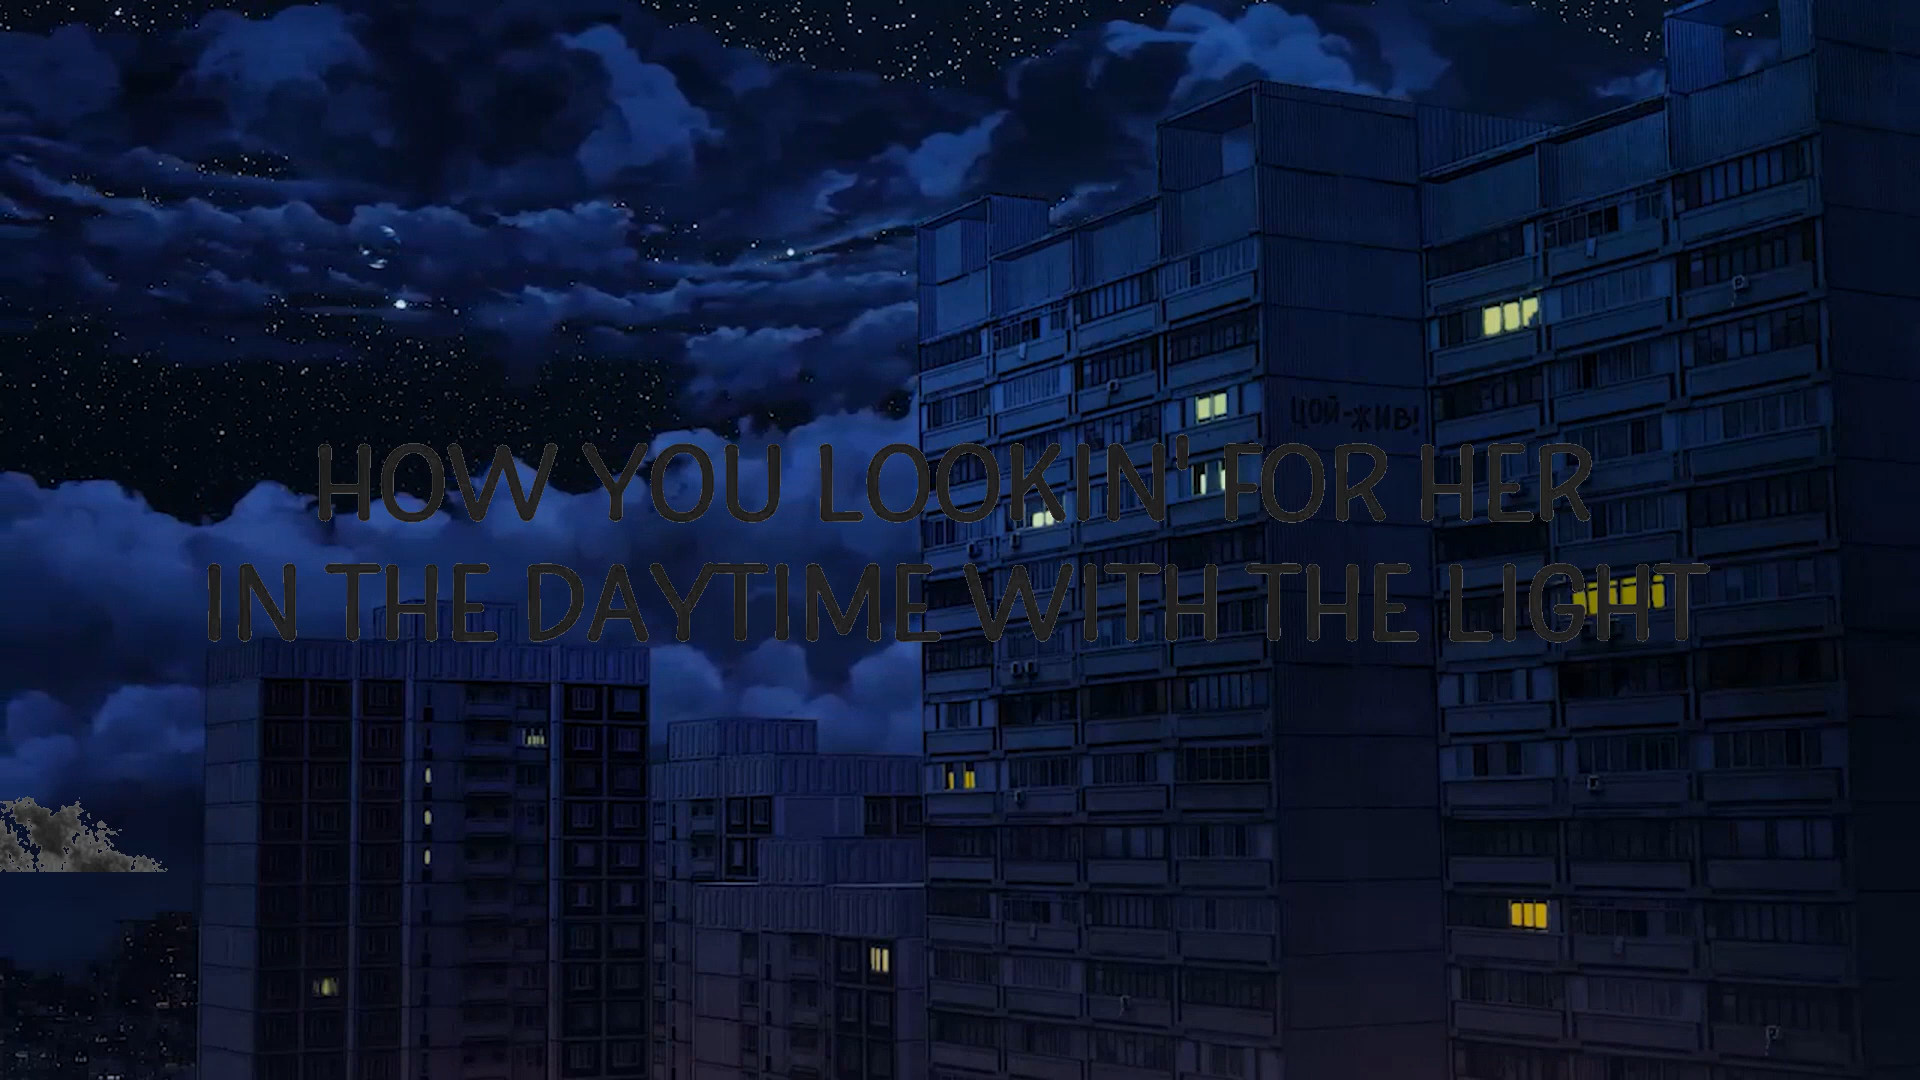 ЦОЙ-ЖИВ!
HOW YOU LOOKIN' FOR HER
IN THE DAYTIME WITH THE LIGHT